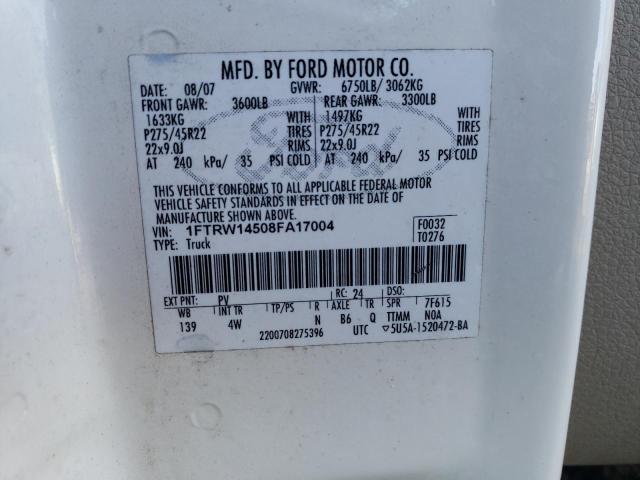 MFD. BY FORD MOTOR CO.
DATE: 08/07 GVWR: 6750LB/ 3062KG
FRONT GAWR: 3600LB REAR GAWR: 3300LB
1633KG WITH 1497KG WITH
P275/45R22 TIRES P275/45R22 TIRES
22x9.0J RIMS 22x9.0J RIMS
AT 240 kPa/ 35 PSI COLD AT 240 kPa/ 35 PSI COLD
Ford
THIS VEHICLE CONFORMS TO ALL APPLICABLE FEDERAL MOTOR
VEHICLE SAFETY STANDARDS IN EFFECT ON THE DATE OF
MANUFACTURE SHOWN ABOVE.
VIN: 1FTRW14508FA17004 F0032
TYPE: Truck T0276
EXT PNT: PV RC: 24 DSO:
WB INT TR TP/PS R AXLE TR SPR 7F615
139 4W N B6 Q TTMM N0A
2200708275396 UTC ▽5U5A-1520472-BA